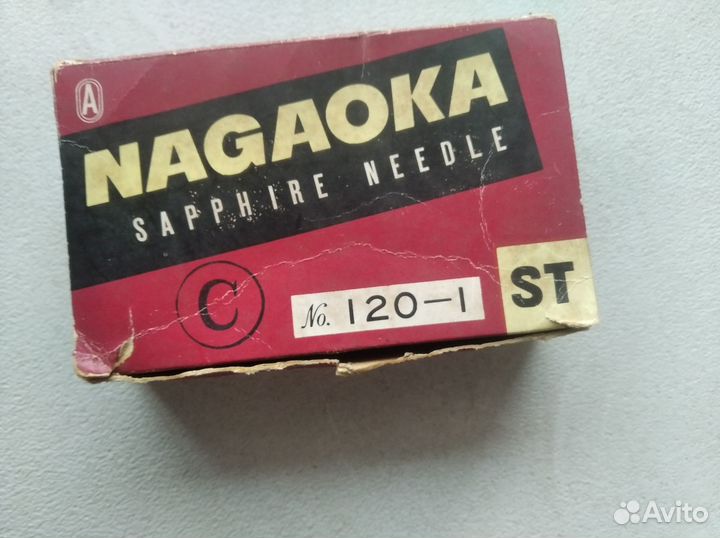 A
NAGAOKA
SAPPHIRE NEEDLE
C
No. 120-1
ST
Avito